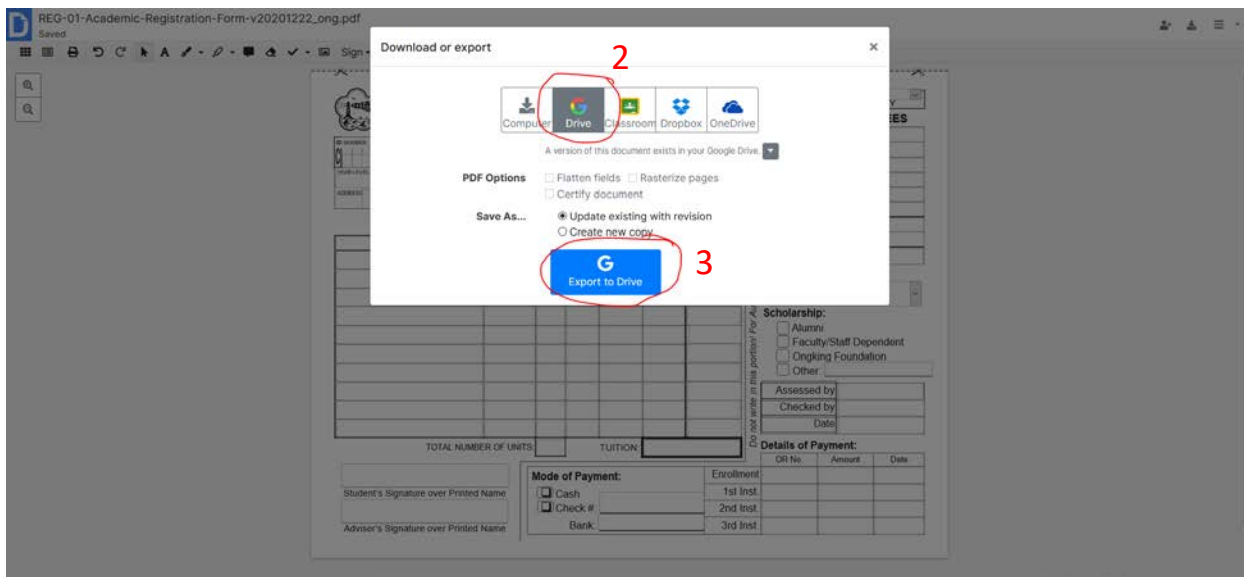 REG-01-Academic-Registration-Form-v20201222_ong.pdf
Saved
Sign
Download or export
×
2
Computer Drive Classroom Dropbox OneDrive
A version of this document exists in your Google Drive.
PDF Options Flatten fields Rasterize pages
Certify document
Save As... Update existing with revision
Create new copy
Export to Drive
3
ADDRESS
Scholarship:
Alumni
Faculty/Staff Dependent
Ongking Foundation
Other:
Do not write in this portion/ For
Assessed by
Checked by
Date
TOTAL NUMBER OF UNITS: TUITION:
Details of Payment:
OR No. Amount Date
Mode of Payment: Enrollment
Cash 1st Inst.
Student's Signature over Printed Name
Check # 2nd Inst.
Bank: 3rd Inst.
Adviser's Signature over Printed Name